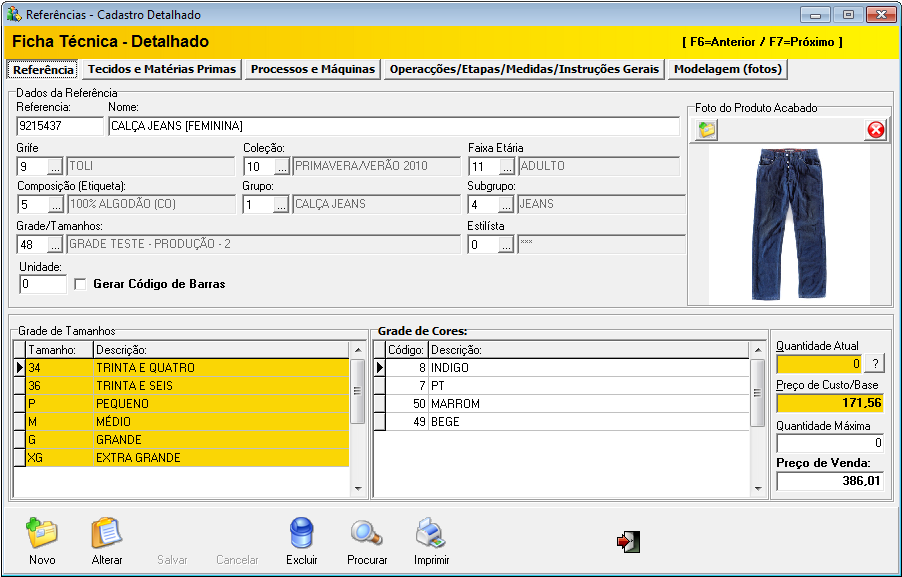 Referências - Cadastro Detalhado
Ficha Técnica - Detalhado
[ F6=Anterior / F7=Próximo ]
Referência
Tecidos e Matérias Primas
Processos e Máquinas
Operacções/Etapas/Medidas/Instruções Gerais
Modelagem (fotos)
Dados da Referência
Referencia: Nome:
9215437 CALÇA JEANS [FEMININA]
Foto do Produto Acabado
Grife Coleção: Faixa Etária
9 ... TOLI 10 ... PRIMAVERA/VERÃO 2010 11 ... ADULTO
Composição (Etiqueta): Grupo: Subgrupo:
5 ... 100% ALGODÃO (CO) 1 ... CALÇA JEANS 4 ... JEANS
Grade/Tamanhos: Estilísta
48 ... GRADE TESTE - PRODUÇÃO - 2 0 ... ***
Unidade:
0 Gerar Código de Barras
Grade de Tamanhos
Tamanho: Descrição:
34 TRINTA E QUATRO
36 TRINTA E SEIS
P PEQUENO
M MÉDIO
G GRANDE
XG EXTRA GRANDE
Grade de Cores:
Código: Descrição:
8 INDIGO
7 PT
50 MARROM
49 BEGE
Quantidade Atual
0 ?
Preço de Custo/Base
171,56
Quantidade Máxima
0
Preço de Venda:
386,01
Novo Alterar Salvar Cancelar Excluir Procurar Imprimir